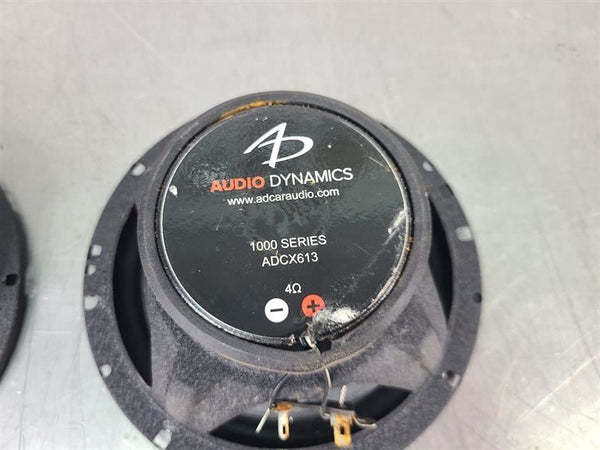 AD
AUDIO DYNAMICS
www.adcaraudio.com
1000 SERIES
ADCX613
4Ω
− +